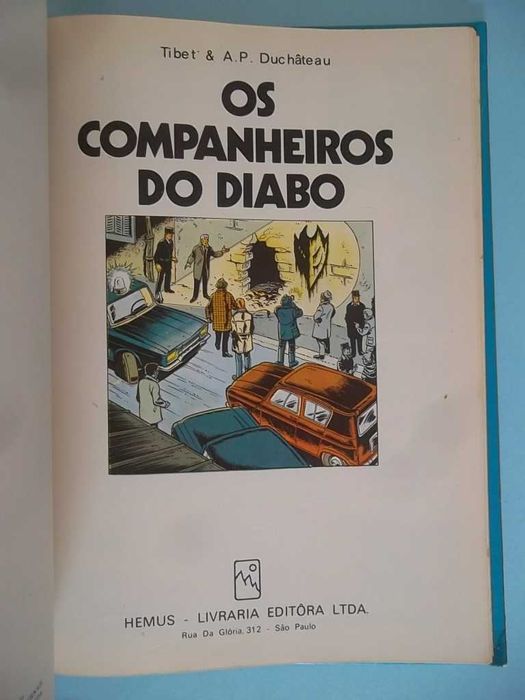 Tibet & A.P. Duchâteau
OS
COMPANHEIROS
DO DIABO
HEMUS - LIVRARIA EDITÔRA LTDA.
Rua Da Glória, 312 - São Paulo